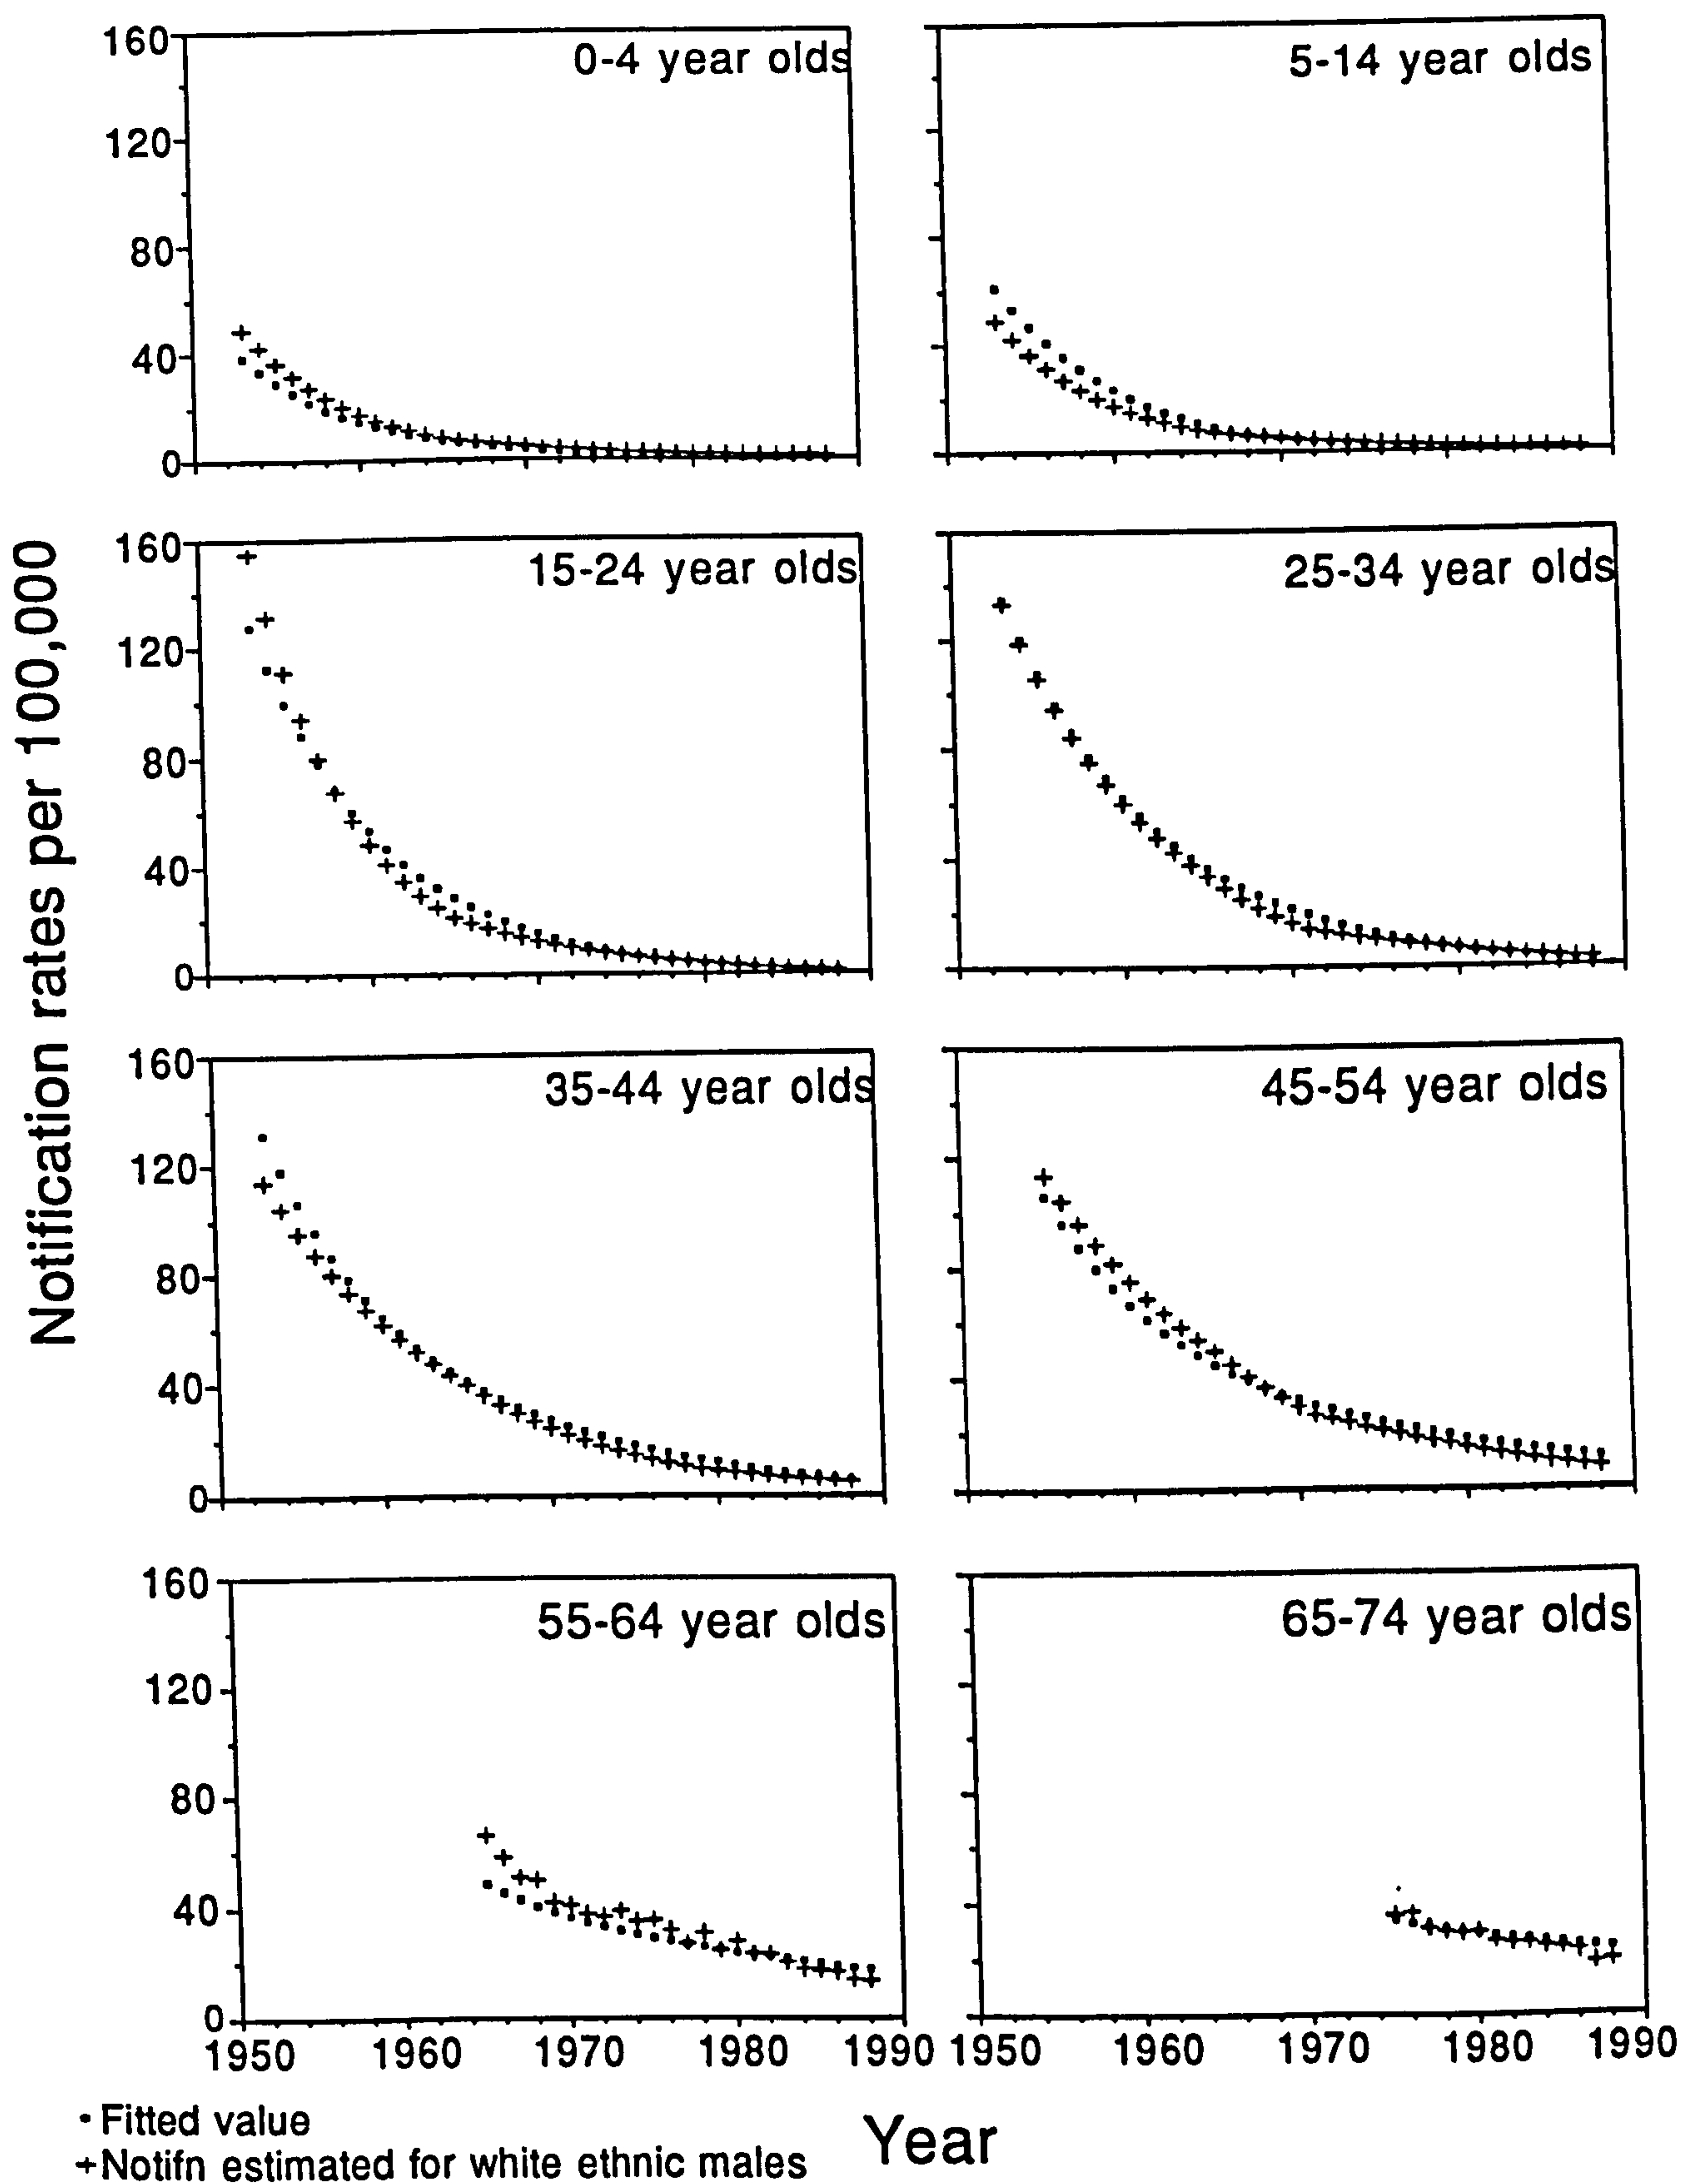 Notification rates per 100,000
160
120
80
40
0
0-4 year olds
5-14 year olds
160
120
80
40
0
15-24 year olds
25-34 year olds
160
120
80
40
0
35-44 year olds
45-54 year olds
160
120
80
40
0
55-64 year olds
65-74 year olds
1950 1960 1970 1980 1990 1950 1960 1970 1980 1990
Year
Fitted value
+Notifn estimated for white ethnic males